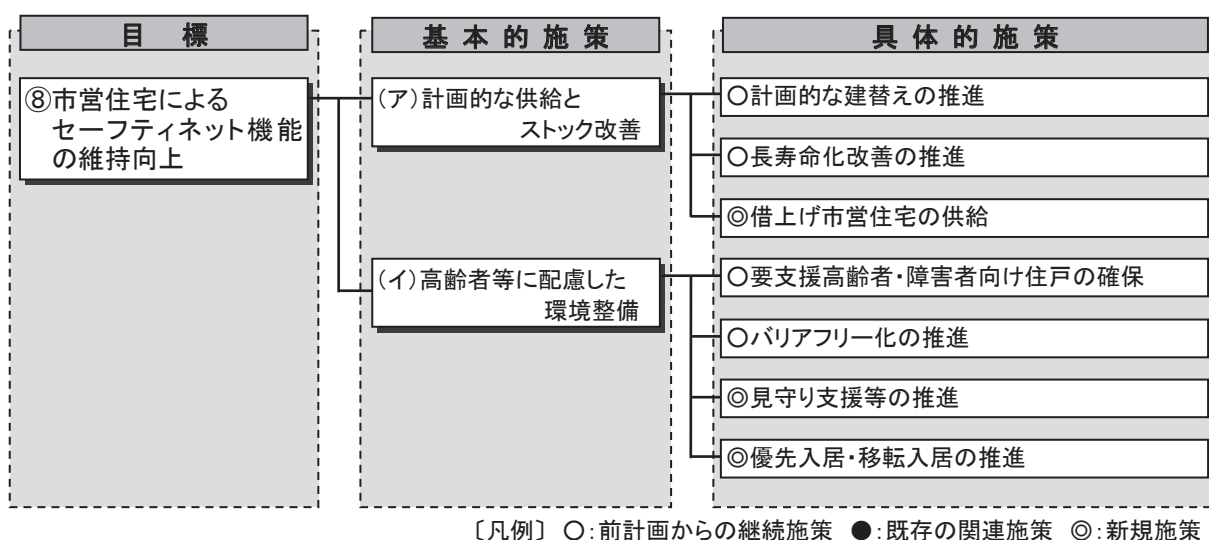 目標
基本的施策
具体的施策
⑧市営住宅による
セーフティネット機能
の維持向上
(ア)計画的な供給と
ストック改善
○計画的な建替えの推進
○長寿命化改善の推進
◎借上げ市営住宅の供給
(イ)高齢者等に配慮した
環境整備
○要支援高齢者・障害者向け住戸の確保
○バリアフリー化の推進
◎見守り支援等の推進
◎優先入居・移転入居の推進
〔凡例〕 ○:前計画からの継続施策 ●:既存の関連施策 ◎:新規施策